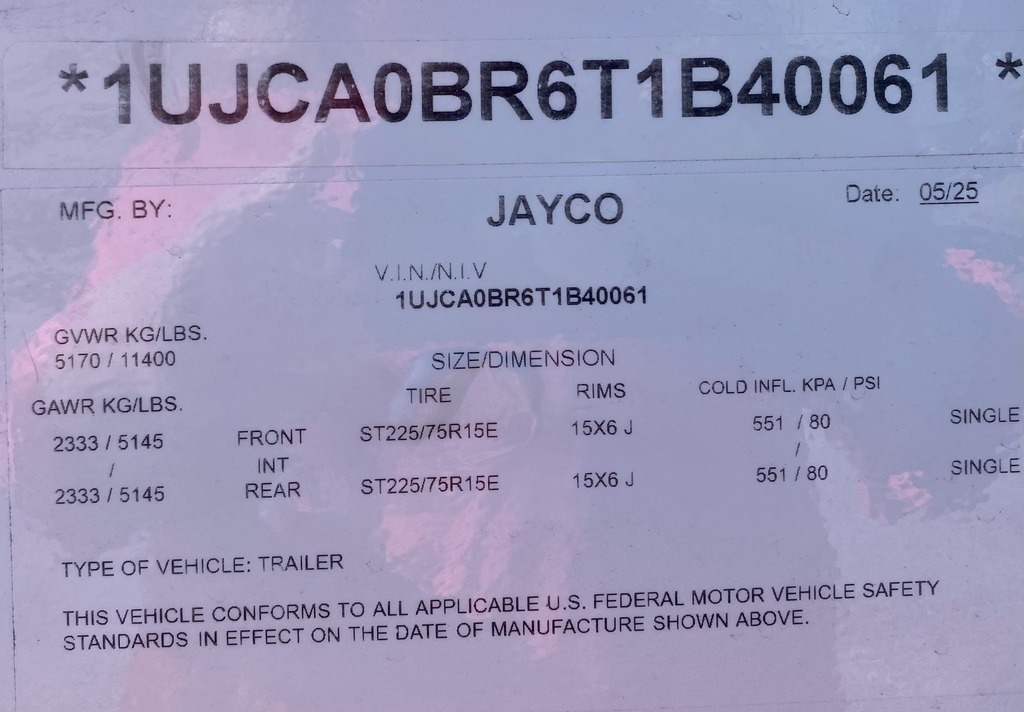 *1UJCA0BR6T1B40061 *
MFG. BY: JAYCO Date: 05/25
V.I.N./N.I.V
1UJCA0BR6T1B40061
GVWR KG/LBS.
5170 / 11400 SIZE/DIMENSION
GAWR KG/LBS. TIRE RIMS COLD INFL. KPA / PSI
2333 / 5145 FRONT ST225/75R15E 15X6 J 551 / 80 SINGLE
/ INT /
2333 / 5145 REAR ST225/75R15E 15X6 J 551 / 80 SINGLE
TYPE OF VEHICLE: TRAILER
THIS VEHICLE CONFORMS TO ALL APPLICABLE U.S. FEDERAL MOTOR VEHICLE SAFETY
STANDARDS IN EFFECT ON THE DATE OF MANUFACTURE SHOWN ABOVE.